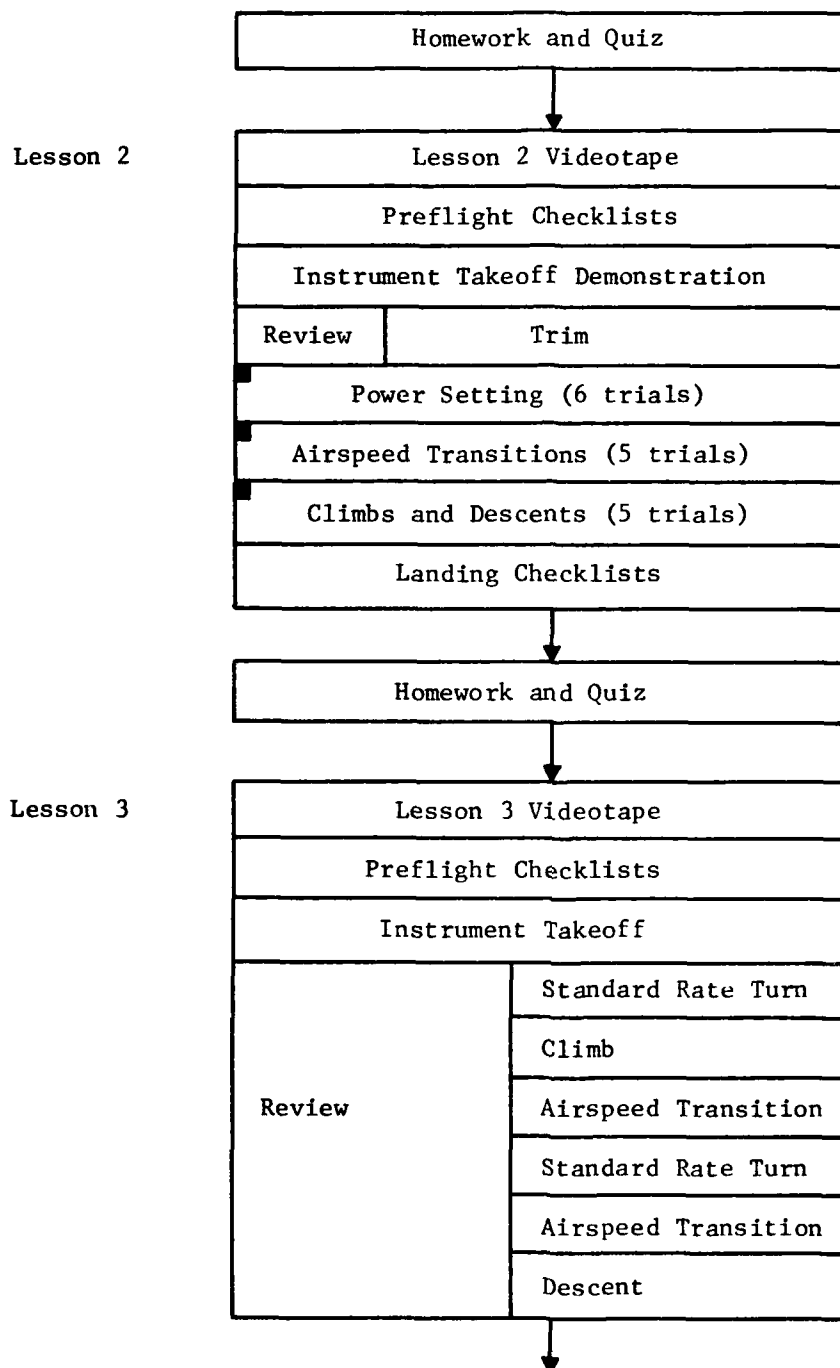 Homework and Quiz
Lesson 2
Lesson 2 Videotape
Preflight Checklists
Instrument Takeoff Demonstration
Review Trim
Power Setting (6 trials)
Airspeed Transitions (5 trials)
Climbs and Descents (5 trials)
Landing Checklists
Homework and Quiz
Lesson 3
Lesson 3 Videotape
Preflight Checklists
Instrument Takeoff
Review
Standard Rate Turn
Climb
Airspeed Transition
Standard Rate Turn
Airspeed Transition
Descent